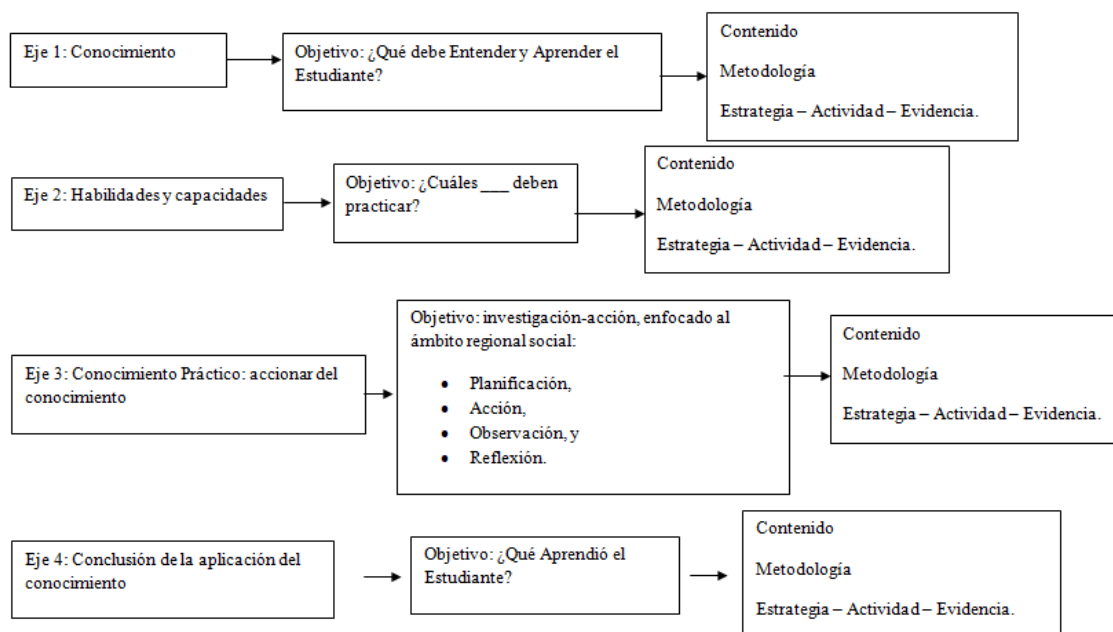 Eje 1: Conocimiento
Objetivo: ¿Qué debe Entender y Aprender el
Estudiante?
Contenido
Metodología
Estrategia – Actividad – Evidencia.
Eje 2: Habilidades y capacidades
Objetivo: ¿Cuáles ___ deben
practicar?
Contenido
Metodología
Estrategia – Actividad – Evidencia.
Eje 3: Conocimiento Práctico: accionar del
conocimiento
Objetivo: investigación-acción, enfocado al
ámbito regional social:
• Planificación,
• Acción,
• Observación, y
• Reflexión.
Contenido
Metodología
Estrategia – Actividad – Evidencia.
Eje 4: Conclusión de la aplicación del
conocimiento
Objetivo: ¿Qué Aprendió el
Estudiante?
Contenido
Metodología
Estrategia – Actividad – Evidencia.